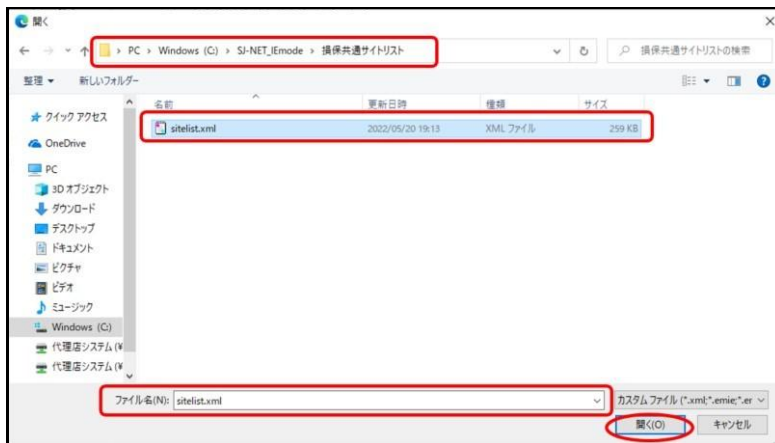 開く
PC › Windows (C:) › SJ-NET_IEmode › 損保共通サイトリスト
損保共通サイトリストの検索
整理 新しいフォルダー
名前 更新日時 種類 サイズ
sitelist.xml 2022/05/20 19:13 XML ファイル 259 KB
クイック アクセス
OneDrive
PC
3D オブジェクト
ダウンロード
デスクトップ
ドキュメント
ピクチャ
ビデオ
ミュージック
Windows (C:)
代理店システム (¥
代理店システム (¥
ファイル名(N): sitelist.xml
カスタム ファイル (*.xml;*.emie;*.er
開く(O) キャンセル